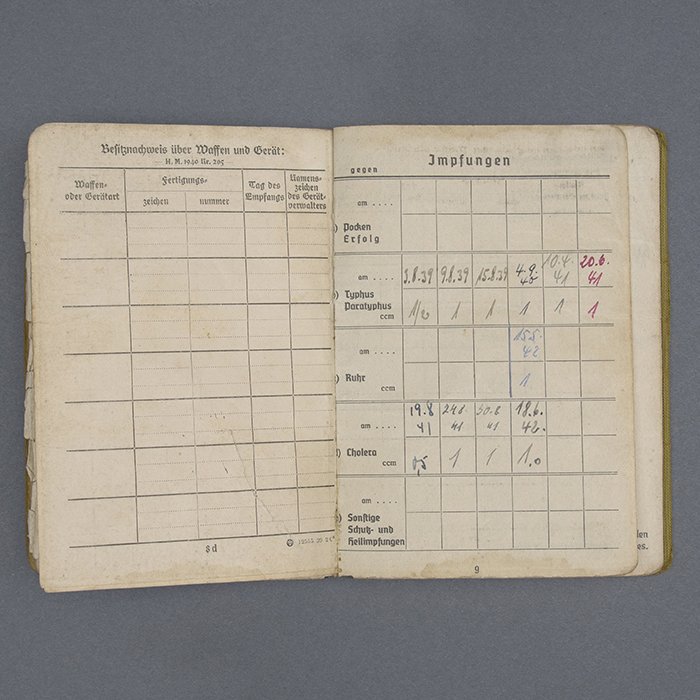 Besitznachweis über Waffen und Gerät:
H. M. 1940 Nr. 205
Waffen- oder Gerätart
Fertigungs-
zeichen
nummer
Tag des Empfangs
Namens-zeichen des Gerät-verwalters
8 d
Impfungen
gegen
am ....
) Pocken
Erfolg
am .... 3.8.39 9.8.39 15.8.39 4.9. 40 10.4. 41 20.6. 41
) Typhus
Paratyphus
ccm 1/2 1 1 1 1 1
am .... 15.5. 42
) Ruhr
ccm 1
am .... 19.8 41 24.8 41 30.8 41 18.6. 42.
) Cholera
ccm 0,5 1 1 1,0
am ....
) Sonstige
Schutz- und
Heilimpfungen
9
len
es.